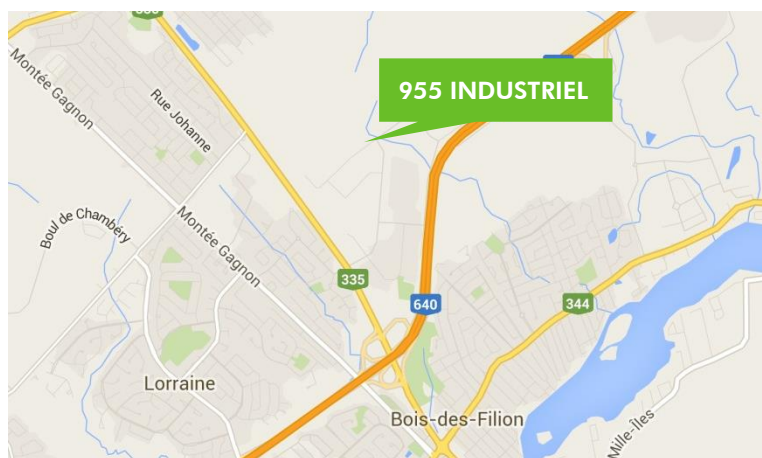 Montée Gagnon
Rue Johanne
955 INDUSTRIEL
Boul de Chambéry
Montée Gagnon
335
640
344
Lorraine
Bois-des-Filion
Mille-Îles